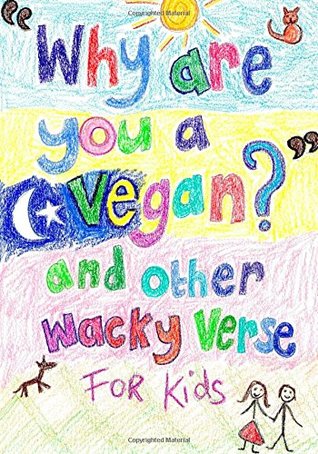 Copyrighted Material
"Why are
you a
vegan?"
and other
wacky verse
FOR Kids
Copyrighted Material